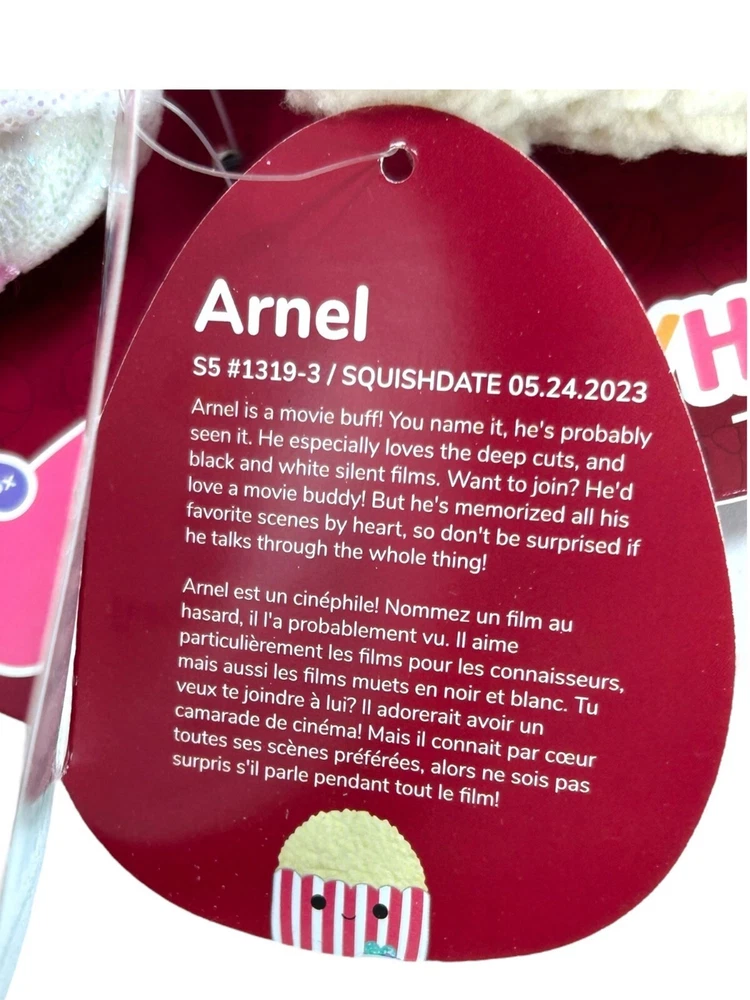 Arnel
S5 #1319-3 / SQUISHDATE 05.24.2023
Arnel is a movie buff! You name it, he's probably
seen it. He especially loves the deep cuts, and
black and white silent films. Want to join? He'd
love a movie buddy! But he's memorized all his
favorite scenes by heart, so don't be surprised if
he talks through the whole thing!
Arnel est un cinéphile! Nommez un film au
hasard, il l'a probablement vu. Il aime
particulièrement les films pour les connaisseurs,
mais aussi les films muets en noir et blanc. Tu
veux te joindre à lui? Il adorerait avoir un
camarade de cinéma! Mais il connait par cœur
toutes ses scènes préférées, alors ne sois pas
surpris s'il parle pendant tout le film!